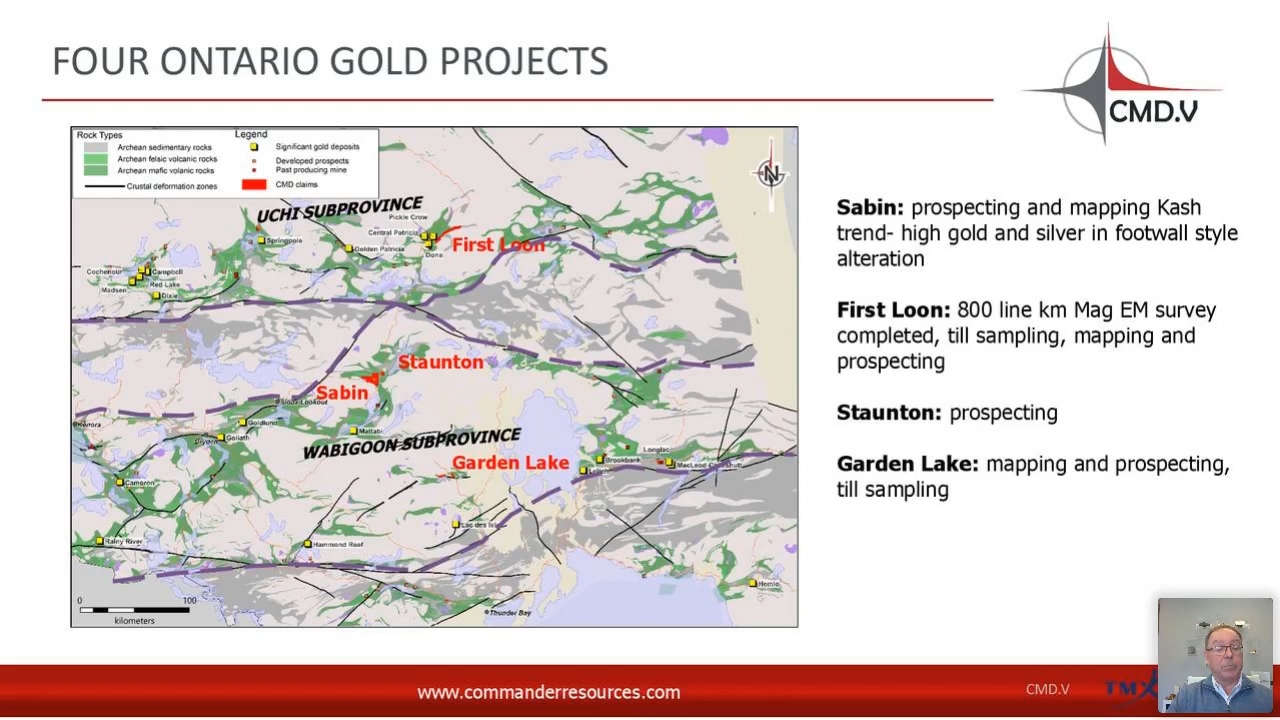 FOUR ONTARIO GOLD PROJECTS
CMD.V
Rock Types
Archean sedimentary rocks
Archean felsic volcanic rocks
Archean mafic volcanic rocks
Crustal deformation zones
Legend
Significant gold deposits
Developed prospects
Past producing mine
CMD claims
N
UCHI SUBPROVINCE
Pickle Crow
Central Patricia
First Loon
Dona
Springpole
Golden Patricia
Cochenour
Campbell
Red Lake
Madsen
Dixie
Staunton
Sabin
Sioux Lookout
Goldlund
Kenora
Dryden
Goliath
Mattabi
WABIGOON SUBPROVINCE
Garden Lake
Longlac
Brookbank
MacLeod
Cameron
Lac des Isl
Rainy River
Hammond Reef
Hemlo
Thunder Bay
0 100
kilometers
Sabin: prospecting and mapping Kash
trend- high gold and silver in footwall style
alteration
First Loon: 800 line km Mag EM survey
completed, till sampling, mapping and
prospecting
Staunton: prospecting
Garden Lake: mapping and prospecting,
till sampling
www.commanderresources.com
CMD.V
TMX